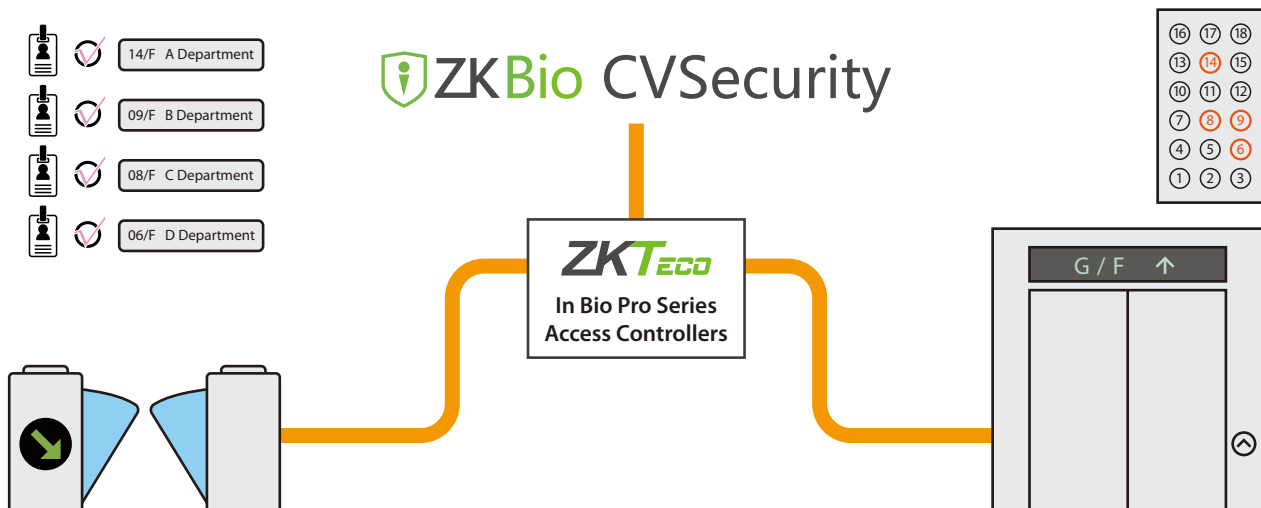 14/F A Department
09/F B Department
08/F C Department
06/F D Department
ZKBio CVSecurity
ZKTECO
In Bio Pro Series
Access Controllers
16 17 18
13 14 15
10 11 12
7 8 9
4 5 6
1 2 3
G / F ↑